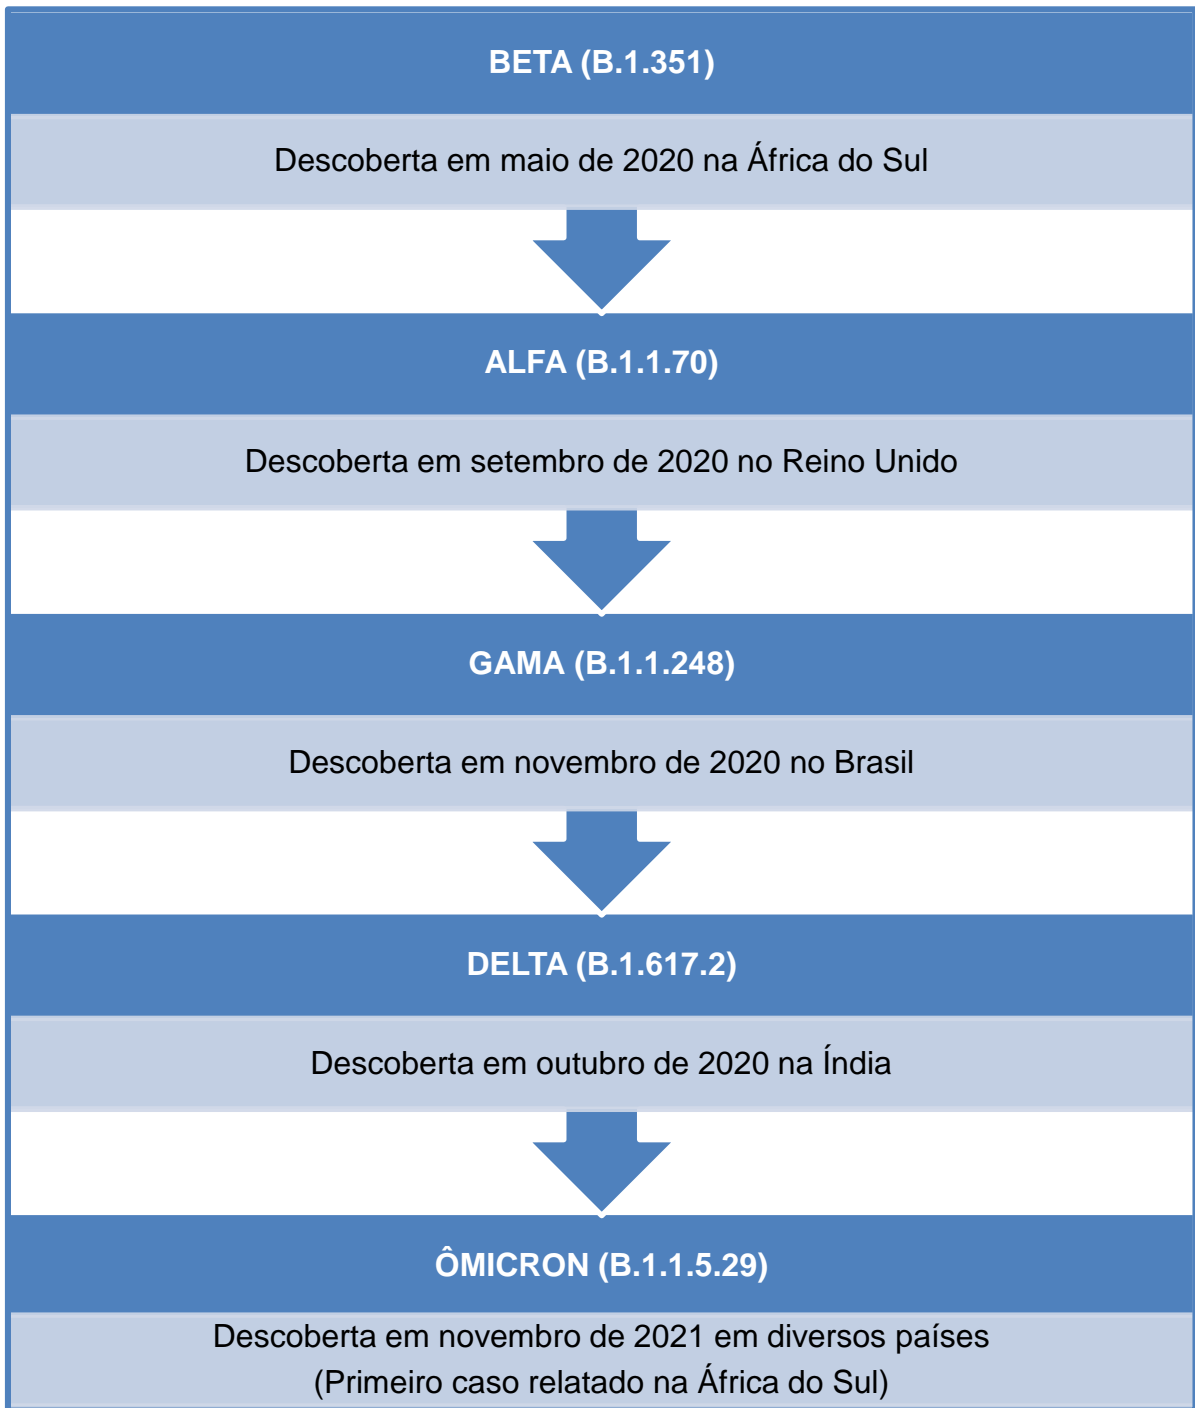 BETA (B.1.351)
Descoberta em maio de 2020 na África do Sul
ALFA (B.1.1.70)
Descoberta em setembro de 2020 no Reino Unido
GAMA (B.1.1.248)
Descoberta em novembro de 2020 no Brasil
DELTA (B.1.617.2)
Descoberta em outubro de 2020 na Índia
ÔMICRON (B.1.1.5.29)
Descoberta em novembro de 2021 em diversos países
(Primeiro caso relatado na África do Sul)